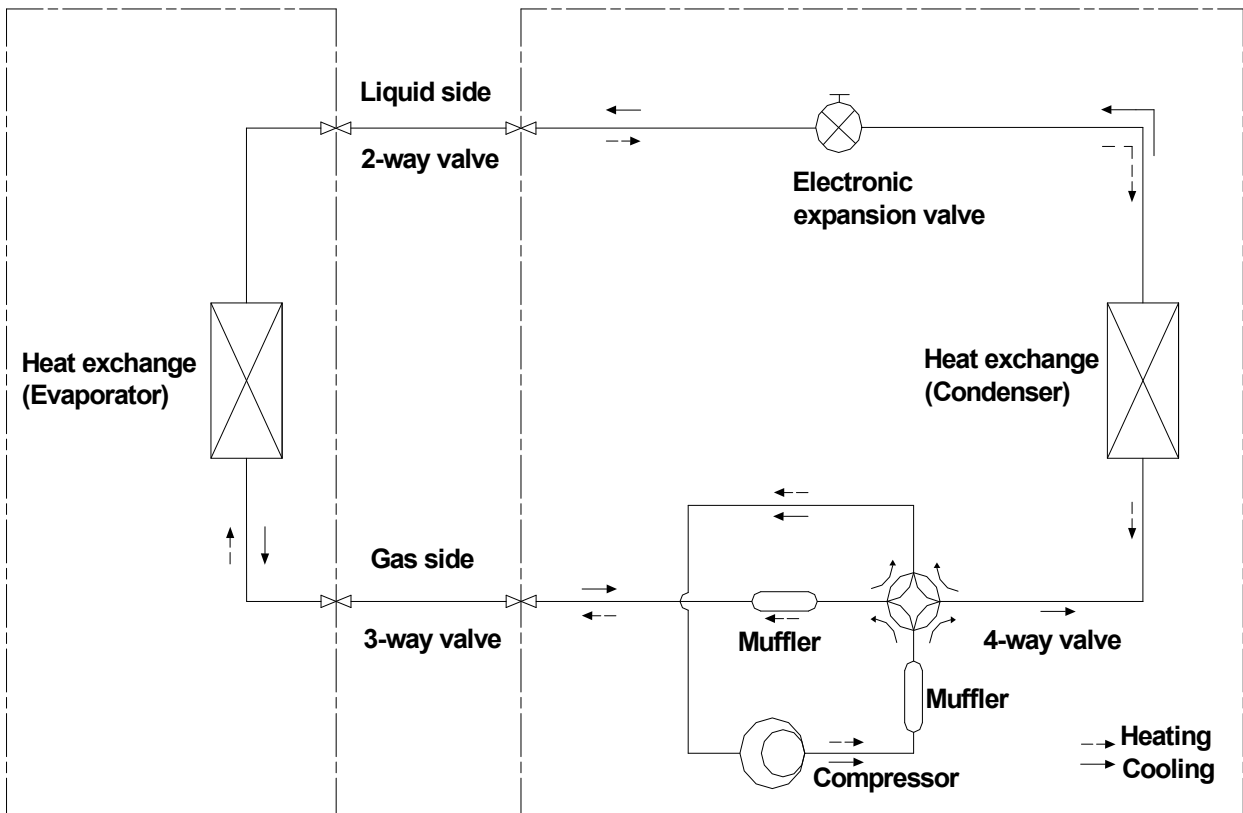 Liquid side
2-way valve
Electronic
expansion valve
Heat exchange
(Evaporator)
Heat exchange
(Condenser)
Gas side
3-way valve
Muffler
4-way valve
Muffler
Compressor
Heating
Cooling